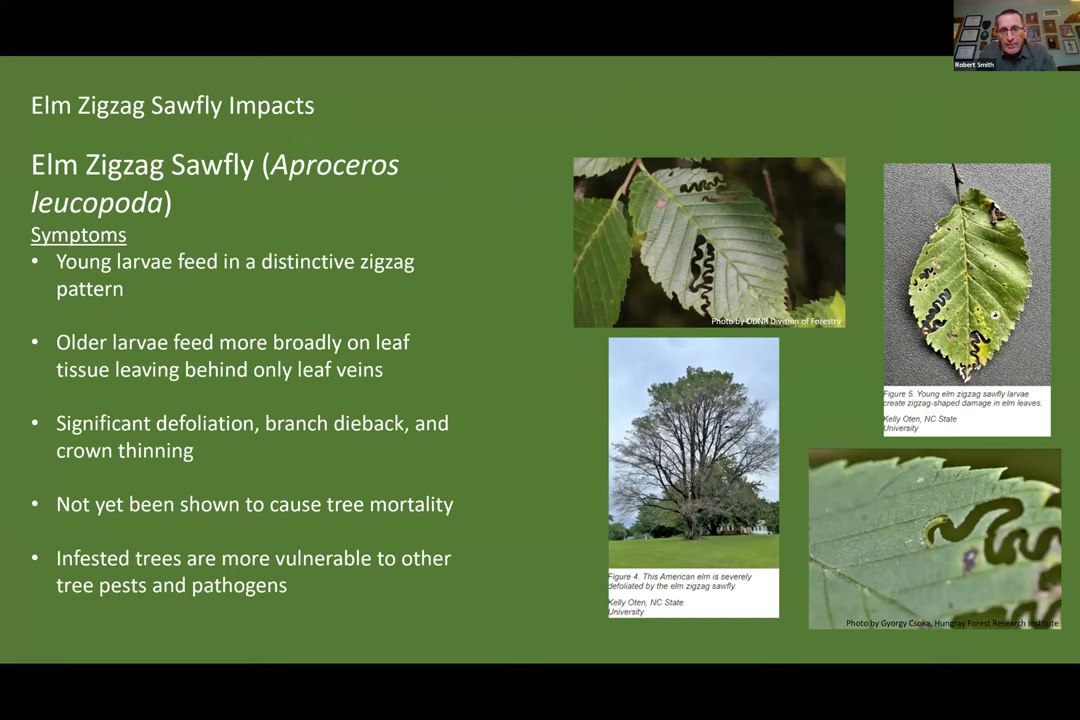 Robert Smith
Elm Zigzag Sawfly Impacts
Elm Zigzag Sawfly (Aproceros
leucopoda)
Symptoms
• Young larvae feed in a distinctive zigzag
pattern
• Older larvae feed more broadly on leaf
tissue leaving behind only leaf veins
• Significant defoliation, branch dieback, and
crown thinning
• Not yet been shown to cause tree mortality
• Infested trees are more vulnerable to other
tree pests and pathogens
Photo by ODNR Division of Forestry
Figure 5. Young elm zigzag sawfly larvae
create zigzag-shaped damage in elm leaves.
Kelly Oten, NC State
University
Figure 4. This American elm is severely
defoliated by the elm zigzag sawfly.
Kelly Oten, NC State
University
Photo by Gyorgy Csoka, Hungray Forest Research Institute